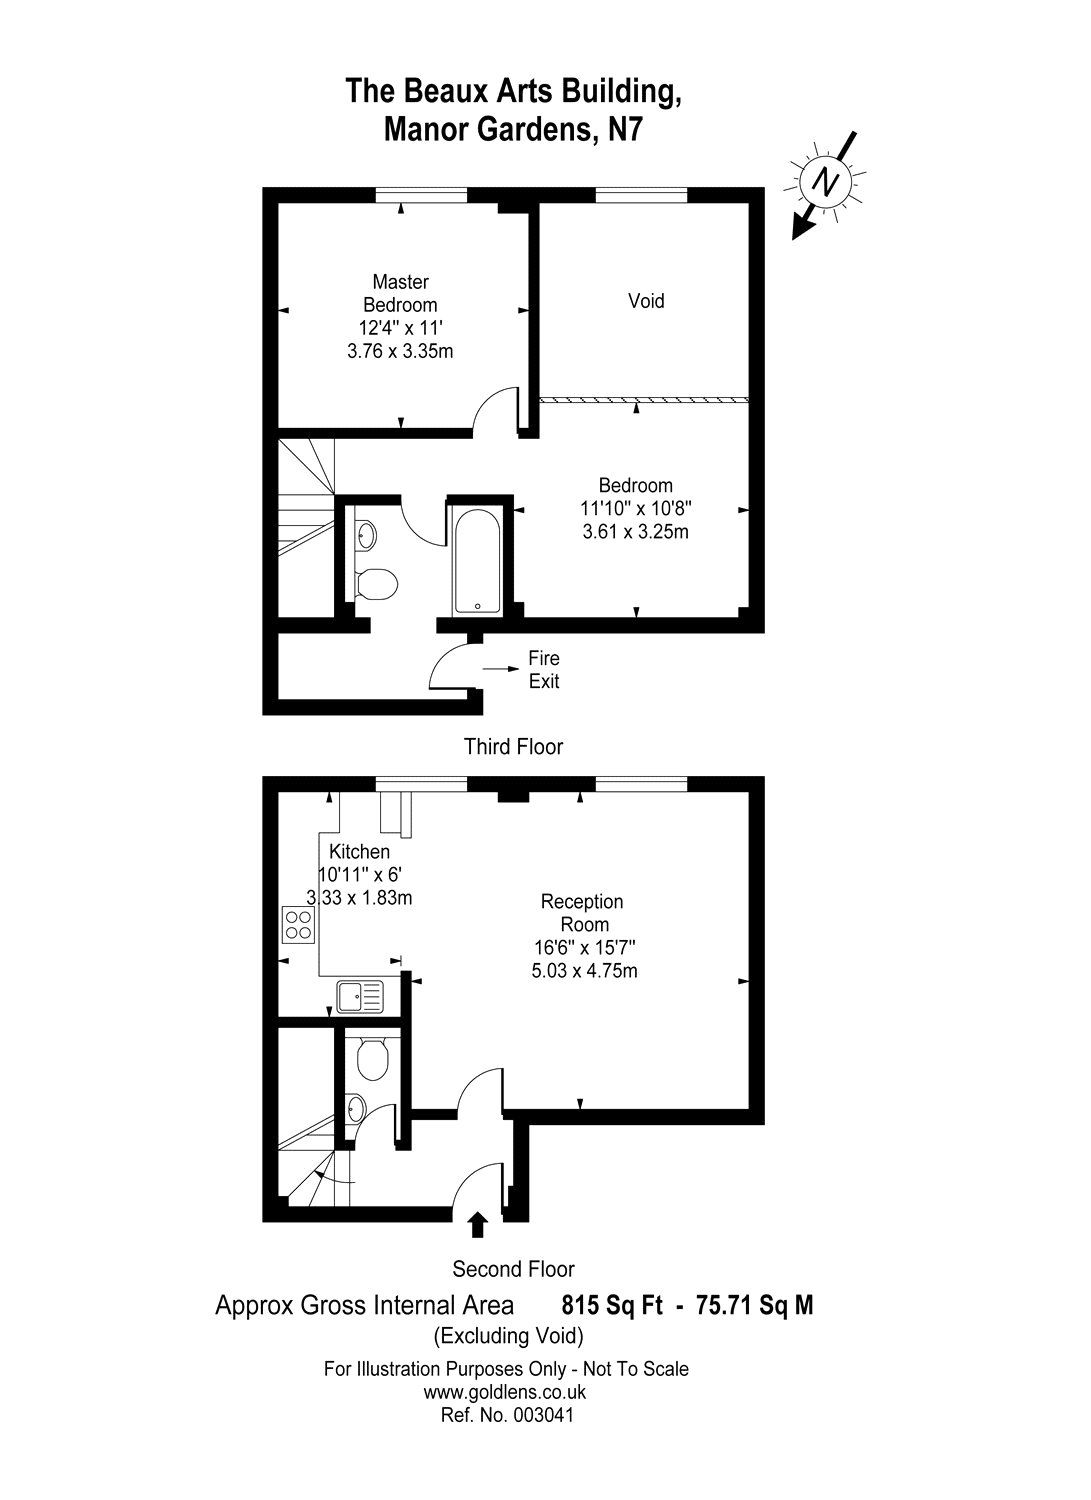 The Beaux Arts Building,
Manor Gardens, N7
N
Master
Bedroom
12'4" x 11'
3.76 x 3.35m
Void
Bedroom
11'10" x 10'8"
3.61 x 3.25m
Fire
Exit
Third Floor
Kitchen
10'11" x 6'
3.33 x 1.83m
Reception
Room
16'6" x 15'7"
5.03 x 4.75m
Second Floor
Approx Gross Internal Area 815 Sq Ft - 75.71 Sq M
(Excluding Void)
For Illustration Purposes Only - Not To Scale
www.goldlens.co.uk
Ref. No. 003041